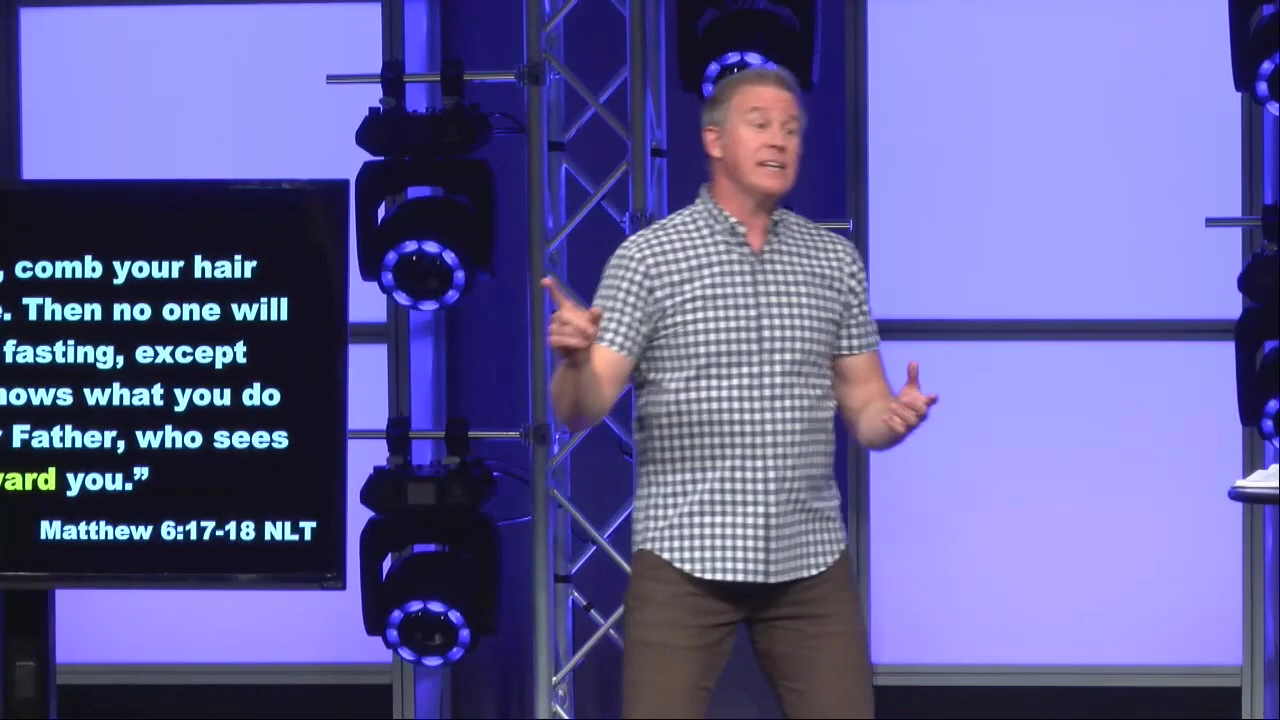 , comb your hair
. Then no one will
fasting, except
nows what you do
Father, who sees
ward you.”
Matthew 6:17-18 NLT